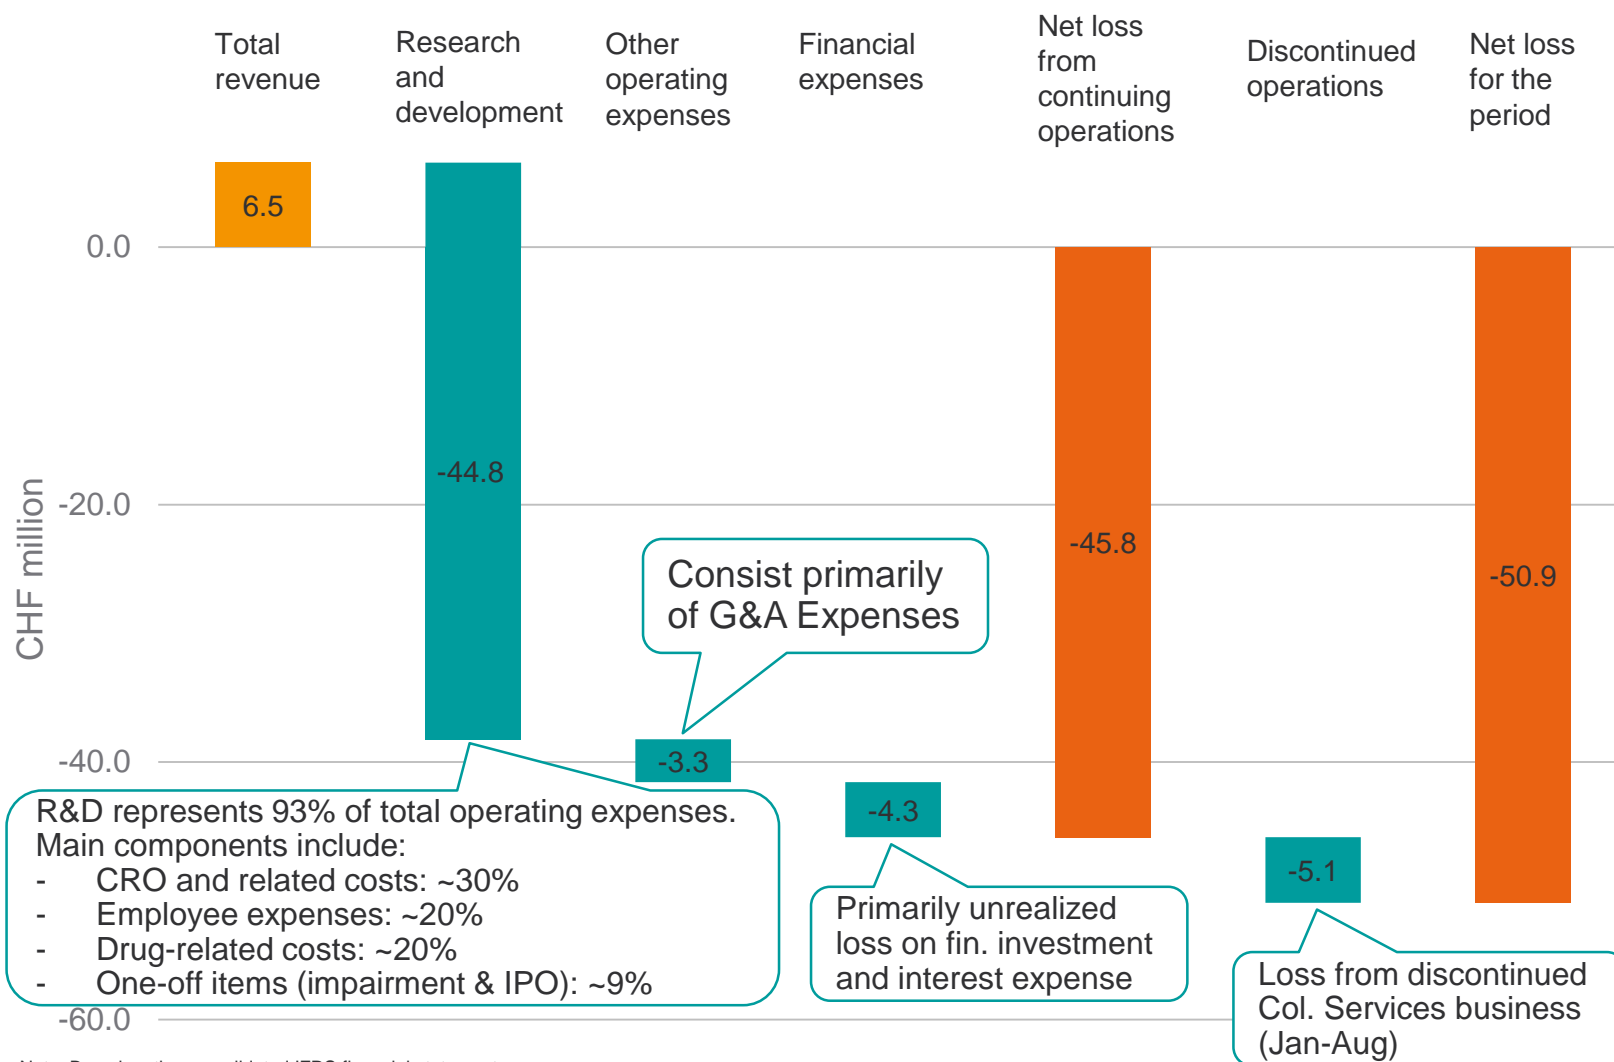 Total
revenue
Research
and
development
Other
operating
expenses
Financial
expenses
Net loss
from
continuing
operations
Discontinued
operations
Net loss
for the
period
6.5
0.0
-44.8
-20.0
-45.8
-50.9
CHF million
Consist primarily
of G&A Expenses
-40.0
-3.3
-4.3
-5.1
R&D represents 93% of total operating expenses.
Main components include:
- CRO and related costs: ~30%
- Employee expenses: ~20%
- Drug-related costs: ~20%
- One-off items (impairment & IPO): ~9%
Primarily unrealized
loss on fin. investment
and interest expense
Loss from discontinued
Col. Services business
(Jan-Aug)
-60.0